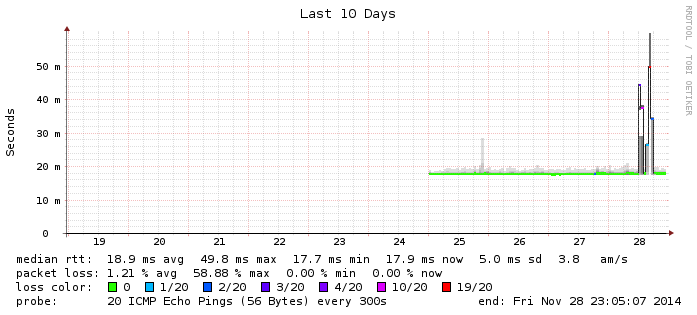 Last 10 Days
RRDTOOL / TOBI OETIKER
Seconds
50 m
40 m
30 m
20 m
10 m
0
19 20 21 22 23 24 25 26 27 28
median rtt: 18.9 ms avg 49.8 ms max 17.7 ms min 17.9 ms now 5.0 ms sd 3.8 am/s
packet loss: 1.21 % avg 58.88 % max 0.00 % min 0.00 % now
loss color: 0 1/20 2/20 3/20 4/20 10/20 19/20
probe: 20 ICMP Echo Pings (56 Bytes) every 300s end: Fri Nov 28 23:05:07 2014